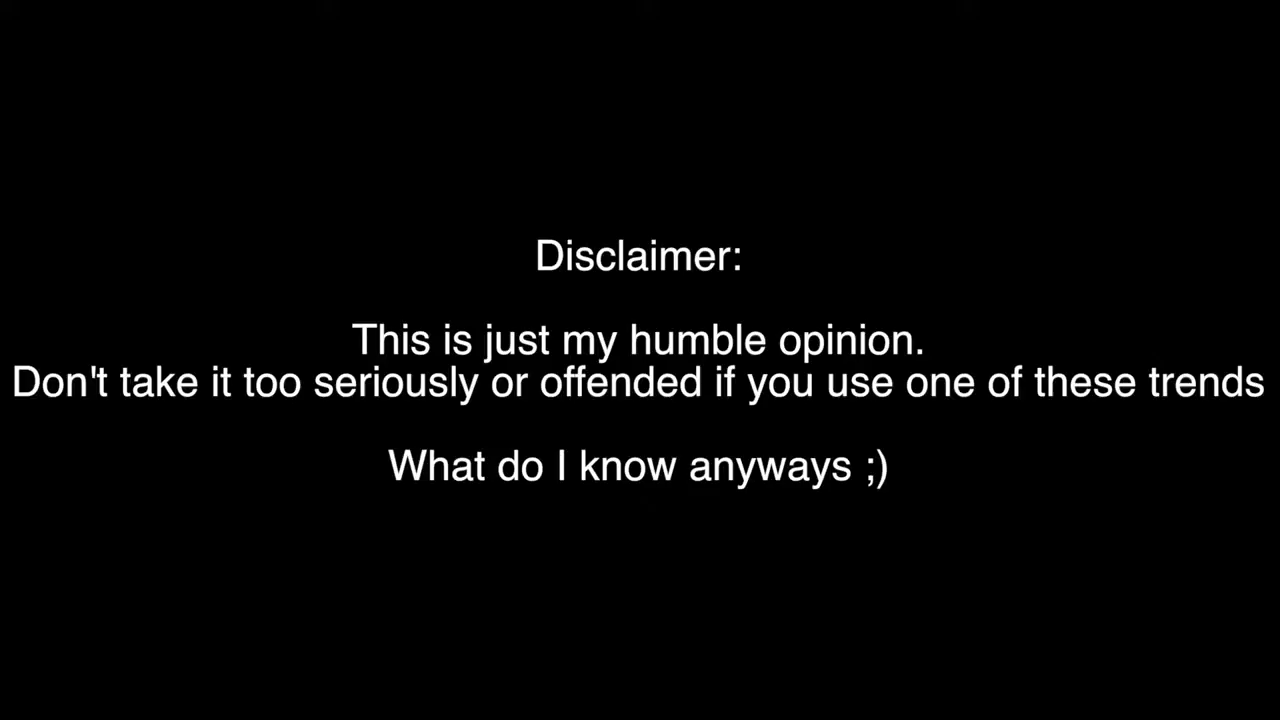 Disclaimer:
This is just my humble opinion.
Don't take it too seriously or offended if you use one of these trends
What do I know anyways ;)